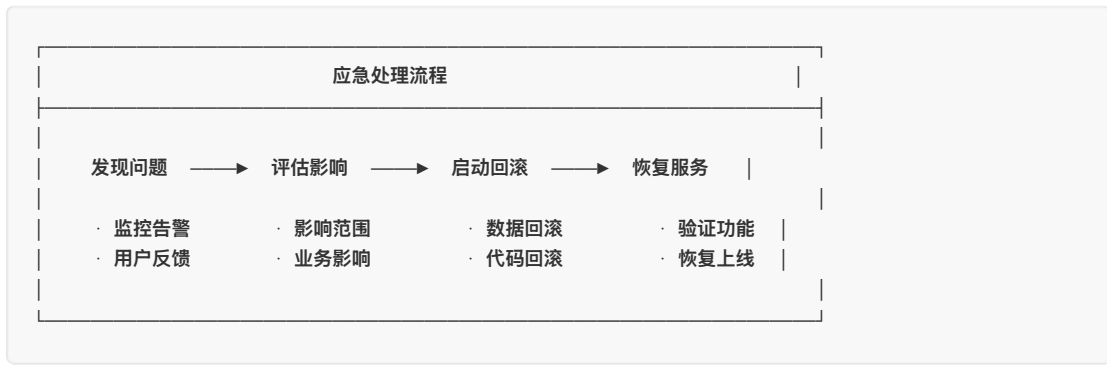 应急处理流程
发现问题 ────▶ 评估影响 ────▶ 启动回滚 ────▶ 恢复服务
· 监控告警 · 影响范围 · 数据回滚 · 验证功能
· 用户反馈 · 业务影响 · 代码回滚 · 恢复上线